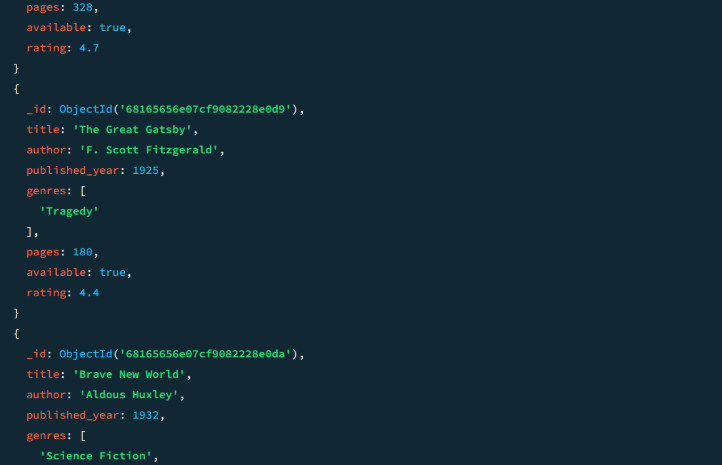 pages: 328,
available: true,
rating: 4.7
}
{
_id: ObjectId('68165656e07cf9082228e0d9'),
title: 'The Great Gatsby',
author: 'F. Scott Fitzgerald',
published_year: 1925,
genres: [
'Tragedy'
],
pages: 180,
available: true,
rating: 4.4
}
{
_id: ObjectId('68165656e07cf9082228e0da'),
title: 'Brave New World',
author: 'Aldous Huxley',
published_year: 1932,
genres: [
'Science Fiction',